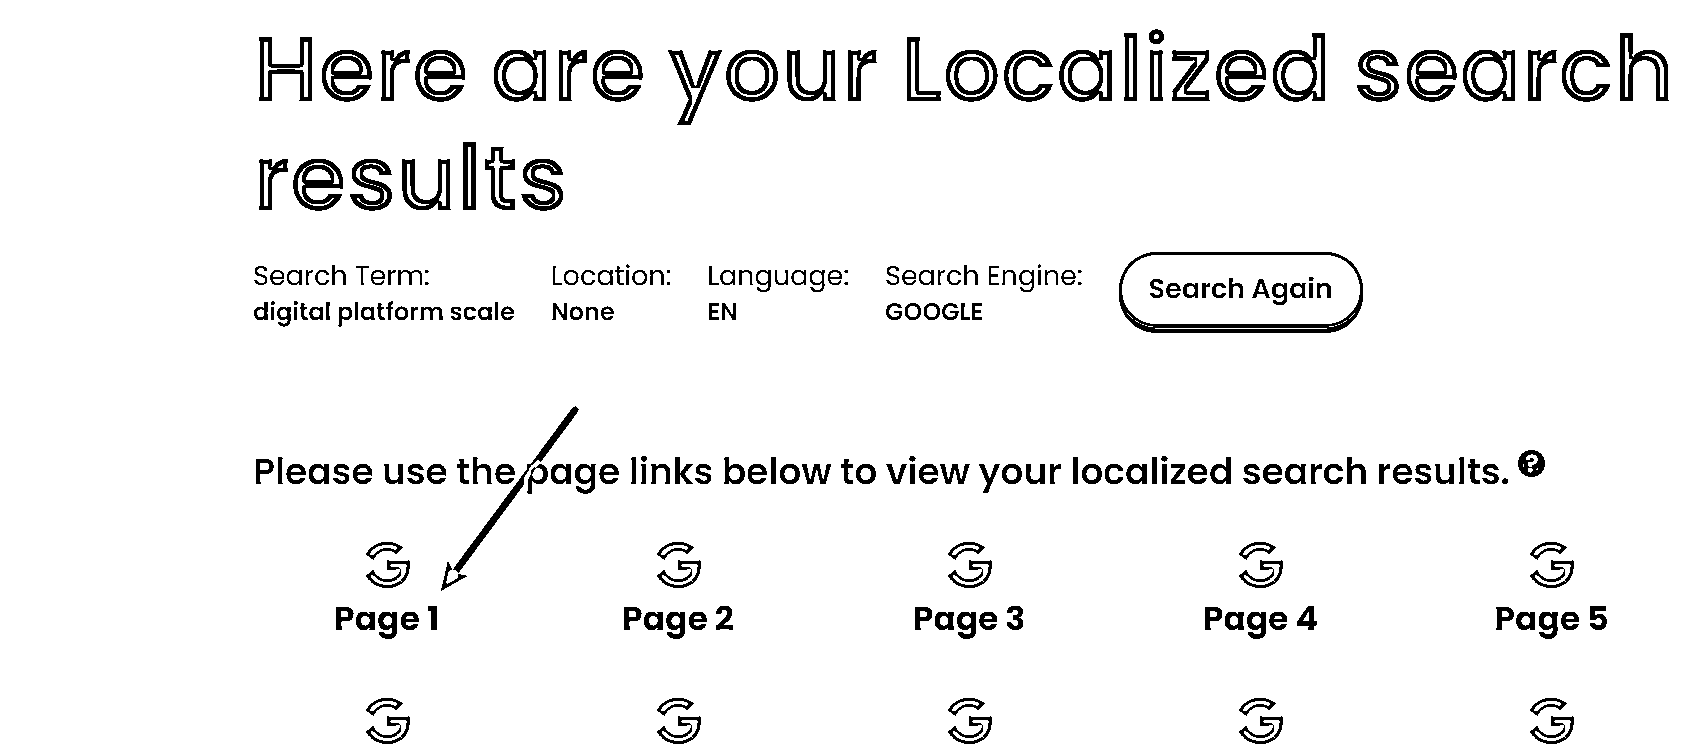 Here are your Localized search
results
Search Term: Location: Language: Search Engine: Search Again
digital platform scale None EN GOOGLE
Please use the page links below to view your localized search results. ?
Page 1 Page 2 Page 3 Page 4 Page 5